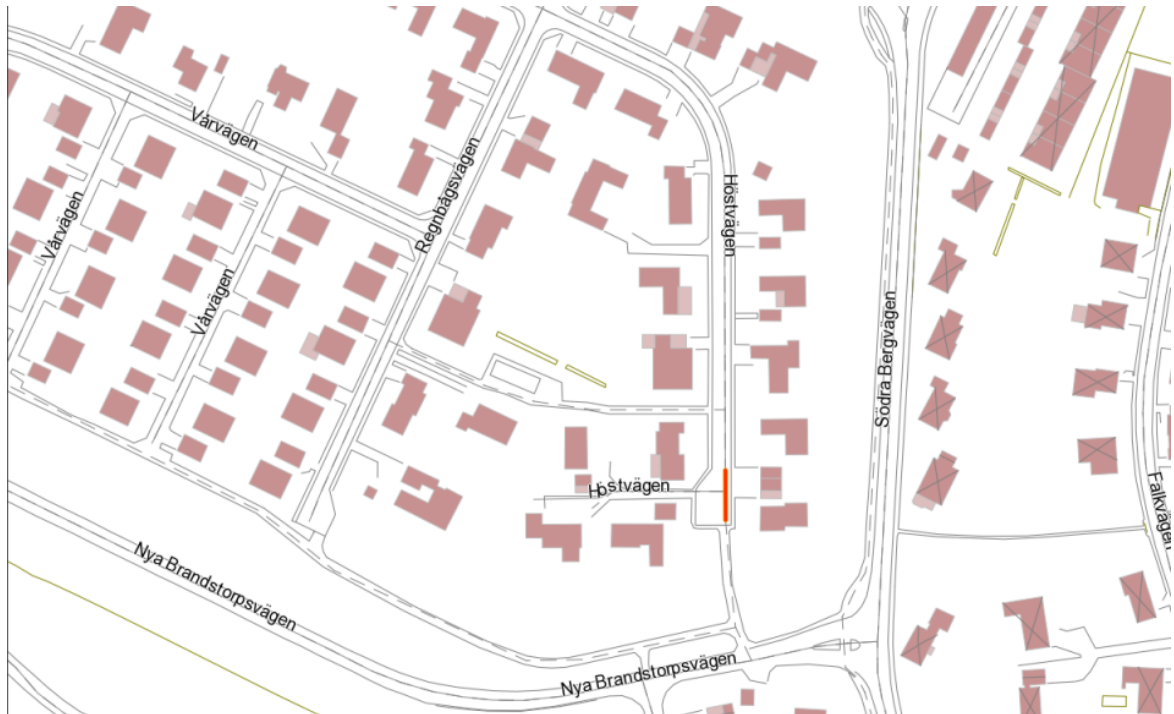 Vårvägen
Regnbågsvägen
Höstvägen
Vårvägen
Vårvägen
Södra Bergvägen
Höstvägen
Falkvägen
Nya Brandstorpsvägen
Nya Brandstorpsvägen